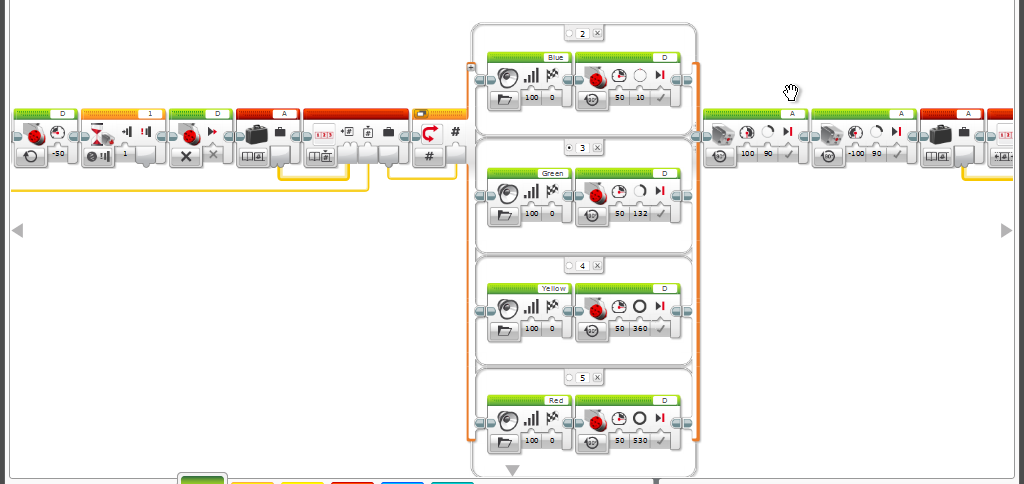 2
Blue D
100 0 50 10
D 1 D A
-50 1
#
#
3
Green D
100 0 50 132
4
Yellow D
100 0 50 360
5
Red D
100 0 50 530
A A A
100 90 -100 90